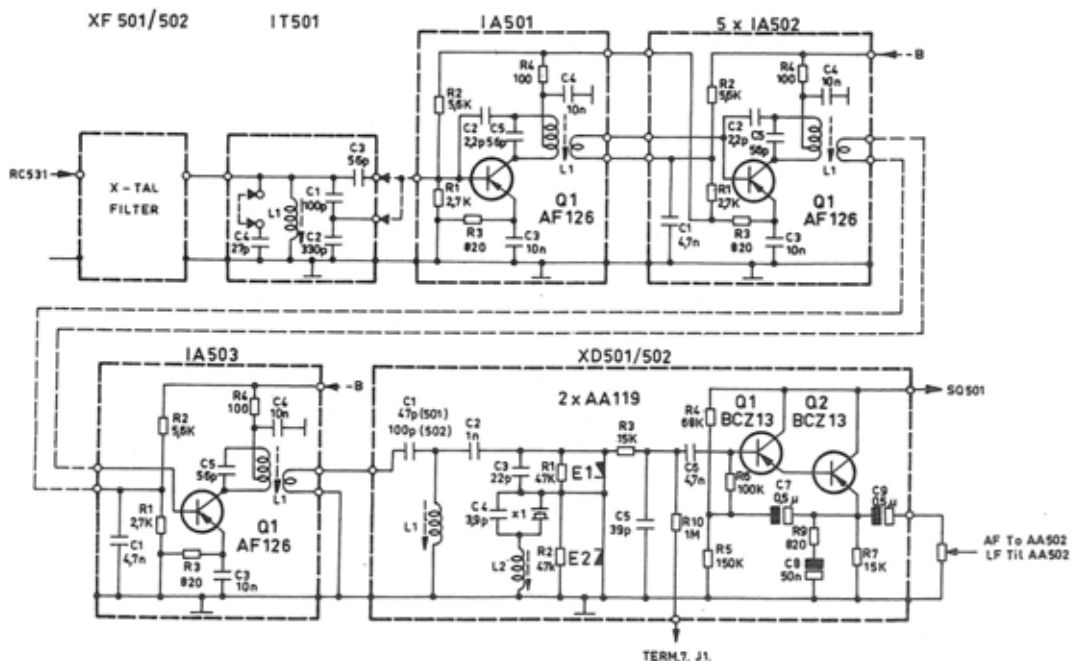 XF 501/502
IT501
IA501
5 x IA502
RC531
X-TAL
FILTER
L1
C4
27p
C1
100p
C2
330p
C3
56p
R2
5,6K
R4
100
C4
10n
C2
2,2p
C5
56p
L1
R1
2,7K
Q1
AF126
R3
820
C3
10n
-B
R2
5,6K
R4
100
C4
10n
C2
2,2p
C5
56p
L1
R1
2,7K
Q1
AF126
C1
4,7n
R3
820
C3
10n
IA503
-B
R2
5,6K
R4
100
C4
10n
C5
56p
L1
R1
2,7K
Q1
AF126
C1
4,7n
R3
820
C3
10n
XD501/502
2 x AA119
C1
47p (501)
100p (502)
C2
1n
L1
C3
22p
R1
47K
E1
C4
3,9p
x1
L2
R2
47k
E2
R3
15K
C5
39p
C6
4,7n
R10
1M
R4
68K
Q1
BCZ13
Q2
BCZ13
R6
100K
C7
0,5 µ
R5
150K
R9
820
C8
50n
R7
15K
C9
SQ501
AF To AA502
LF Til AA502
TERM.7. J1.